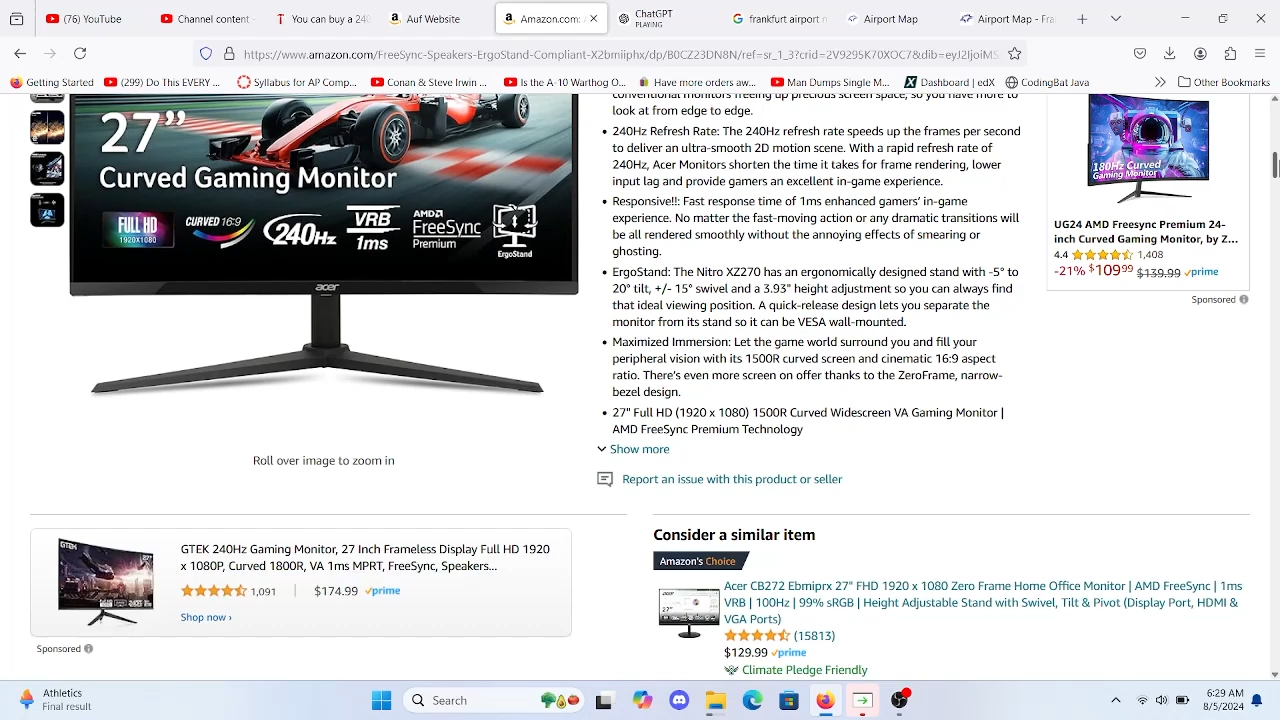 YouTube
Channel content
You can buy a 240
Auf Website
Amazon.com:
ChatGPT
PLAYING
frankfurt airport
Airport Map
Airport Map - Fra
https://www.amazon.com/FreeSync-Speakers-ErgoStand-Compliant-X2bmiiphx/dp/B0CZ23DN8N/
Getting Started
(299) Do This EVERY ...
Syllabus for AP Comp...
Conan & Steve Irwin ...
Is the A-10 Warthog O...
Have more order new...
Mam Dumps Single M...
Dashboard | edX
CodingBat Java
Other Bookmarks
look at from edge to edge.
• 240Hz Refresh Rate: The 240Hz refresh rate speeds up the frames per second
to deliver an ultra-smooth 2D motion scene. With a rapid refresh rate of
240Hz, Acer Monitors shorten the time it takes for frame rendering, lower
input lag and provide gamers an excellent in-game experience.
• Responsive!!: Fast response time of 1ms enhanced gamers' in-game
experience. No matter the fast-moving action or any dramatic transitions will
be all rendered smoothly without the annoying effects of smearing or
ghosting.
• ErgoStand: The Nitro XZ270 has an ergonomically designed stand with -5° to
20° tilt, +/- 15° swivel and a 3.93" height adjustment so you can always find
that ideal viewing position. A quick-release design lets you separate the
monitor from its stand so it can be VESA wall-mounted.
• Maximized Immersion: Let the game world surround you and fill your
peripheral vision with its 1500R curved screen and cinematic 16:9 aspect
ratio. There's even more screen on offer thanks to the ZeroFrame, narrow-
bezel design.
• 27" Full HD (1920 x 1080) 1500R Curved Widescreen VA Gaming Monitor |
AMD FreeSync Premium Technology
Show more
Report an issue with this product or seller
27"
Curved Gaming Monitor
FULL HD
1920X1080
CURVED 16:9
240Hz
VRB
1ms
AMD
FreeSync
Premium
ErgoStand
acer
Roll over image to zoom in
180Hz Curved
Gaming Monitor
UG24 AMD Freesync Premium 24-
inch Curved Gaming Monitor, by Z...
4.4 1,408
-21% $109⁹⁹ $139.99 prime
Sponsored
GTEK
GTEK 240Hz Gaming Monitor, 27 Inch Frameless Display Full HD 1920
x 1080P, Curved 1800R, VA 1ms MPRT, FreeSync, Speakers...
1,091 | $174.99 prime
Shop now ›
Sponsored
Consider a similar item
Amazon's Choice
Acer CB272 Ebmiprx 27" FHD 1920 x 1080 Zero Frame Home Office Monitor | AMD FreeSync | 1ms
VRB | 100Hz | 99% sRGB | Height Adjustable Stand with Swivel, Tilt & Pivot (Display Port, HDMI &
VGA Ports)
(15813)
$129.99 prime
Climate Pledge Friendly
Athletics
Final result
Search
6:29 AM
8/5/2024